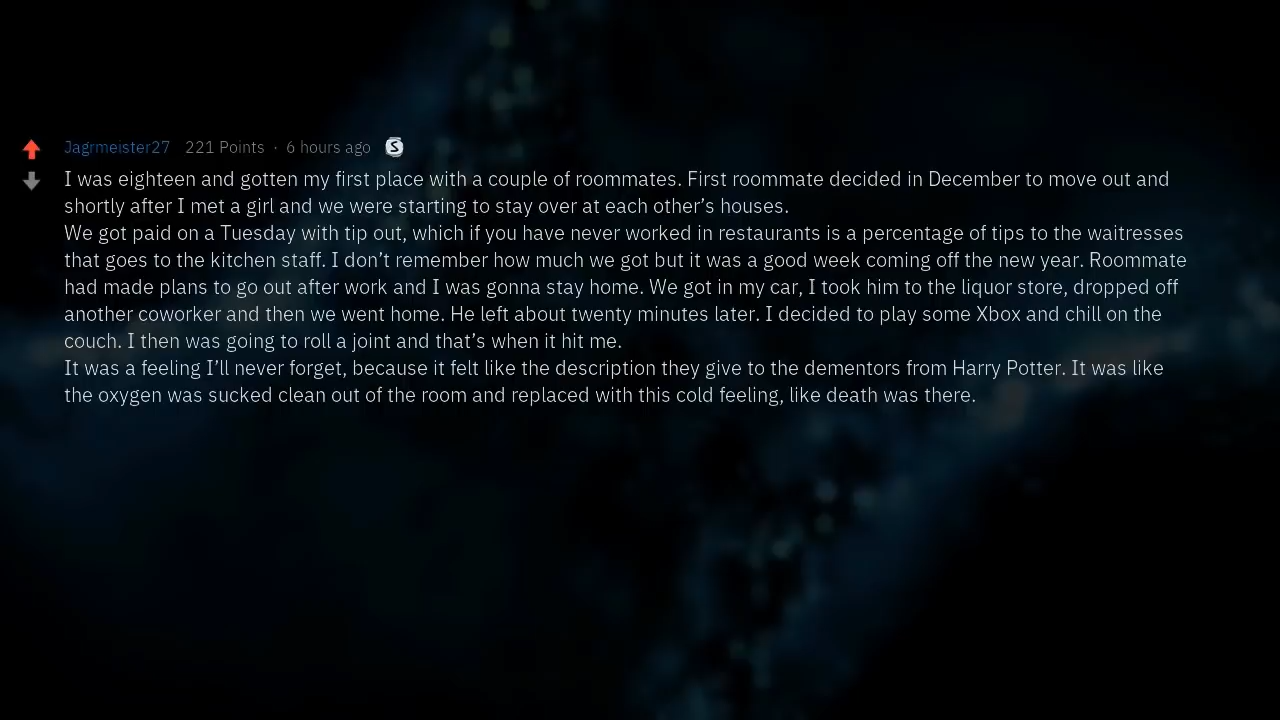 Jagrmeister27 221 Points · 6 hours ago S
I was eighteen and gotten my first place with a couple of roommates. First roommate decided in December to move out and
shortly after I met a girl and we were starting to stay over at each other’s houses.
We got paid on a Tuesday with tip out, which if you have never worked in restaurants is a percentage of tips to the waitresses
that goes to the kitchen staff. I don’t remember how much we got but it was a good week coming off the new year. Roommate
had made plans to go out after work and I was gonna stay home. We got in my car, I took him to the liquor store, dropped off
another coworker and then we went home. He left about twenty minutes later. I decided to play some Xbox and chill on the
couch. I then was going to roll a joint and that’s when it hit me.
It was a feeling I’ll never forget, because it felt like the description they give to the dementors from Harry Potter. It was like
the oxygen was sucked clean out of the room and replaced with this cold feeling, like death was there.